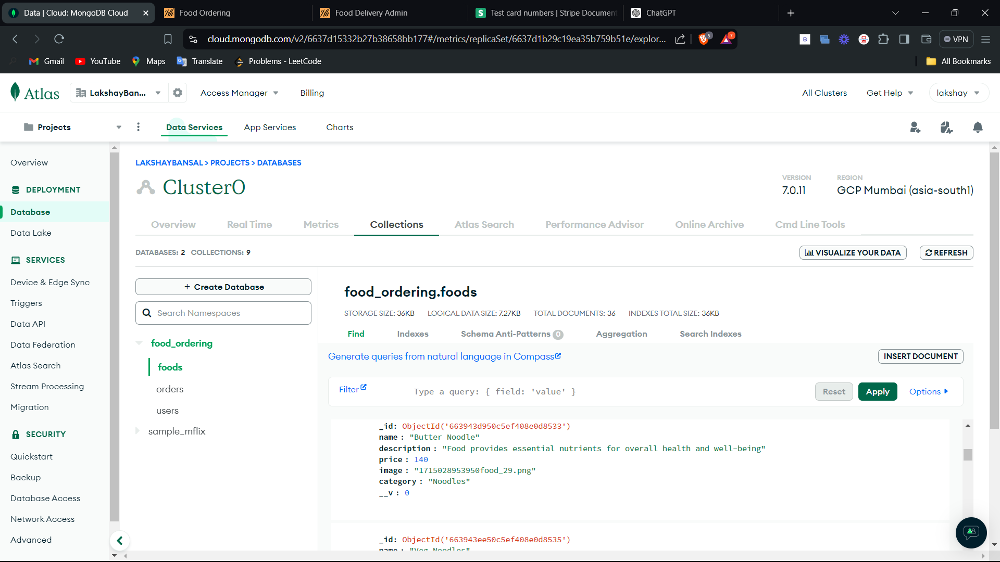 Data | Cloud: MongoDB Cloud
Food Ordering
Food Delivery Admin
Test card numbers | Stripe Document
ChatGPT
cloud.mongodb.com/v2/6637d15332b27b38658bb177#/metrics/replicaSet/6637d1b29c19ea35b759b51e/explor...
5
7
B
VPN
Gmail
YouTube
Maps
Translate
Problems - LeetCode
All Bookmarks
Atlas
LakshayBan...
Access Manager
Billing
All Clusters
Get Help
lakshay
Projects
Data Services
App Services
Charts
Overview
DEPLOYMENT
Database
Data Lake
SERVICES
Device & Edge Sync
Triggers
Data API
Data Federation
Atlas Search
Stream Processing
Migration
SECURITY
Quickstart
Backup
Database Access
Network Access
Advanced
LAKSHAYBANSAL > PROJECTS > DATABASES
Cluster0
VERSION
7.0.11
REGION
GCP Mumbai (asia-south1)
Overview
Real Time
Metrics
Collections
Atlas Search
Performance Advisor
Online Archive
Cmd Line Tools
DATABASES: 2 COLLECTIONS: 9
VISUALIZE YOUR DATA
REFRESH
+ Create Database
Search Namespaces
food_ordering
foods
orders
users
sample_mflix
food_ordering.foods
STORAGE SIZE: 36KB LOGICAL DATA SIZE: 7.27KB TOTAL DOCUMENTS: 36 INDEXES TOTAL SIZE: 36KB
Find
Indexes
Schema Anti-Patterns 0
Aggregation
Search Indexes
Generate queries from natural language in Compass
INSERT DOCUMENT
Filter
Type a query: { field: 'value' }
Reset
Apply
Options
_id: ObjectId('663943d950c5ef408e0d8533')
name : "Butter Noodle"
description : "Food provides essential nutrients for overall health and well-being"
price : 140
image : "1715028953950food_29.png"
category : "Noodles"
__v : 0
_id: ObjectId('663943ee50c5ef408e0d8535')
name : "Veg Noodles"